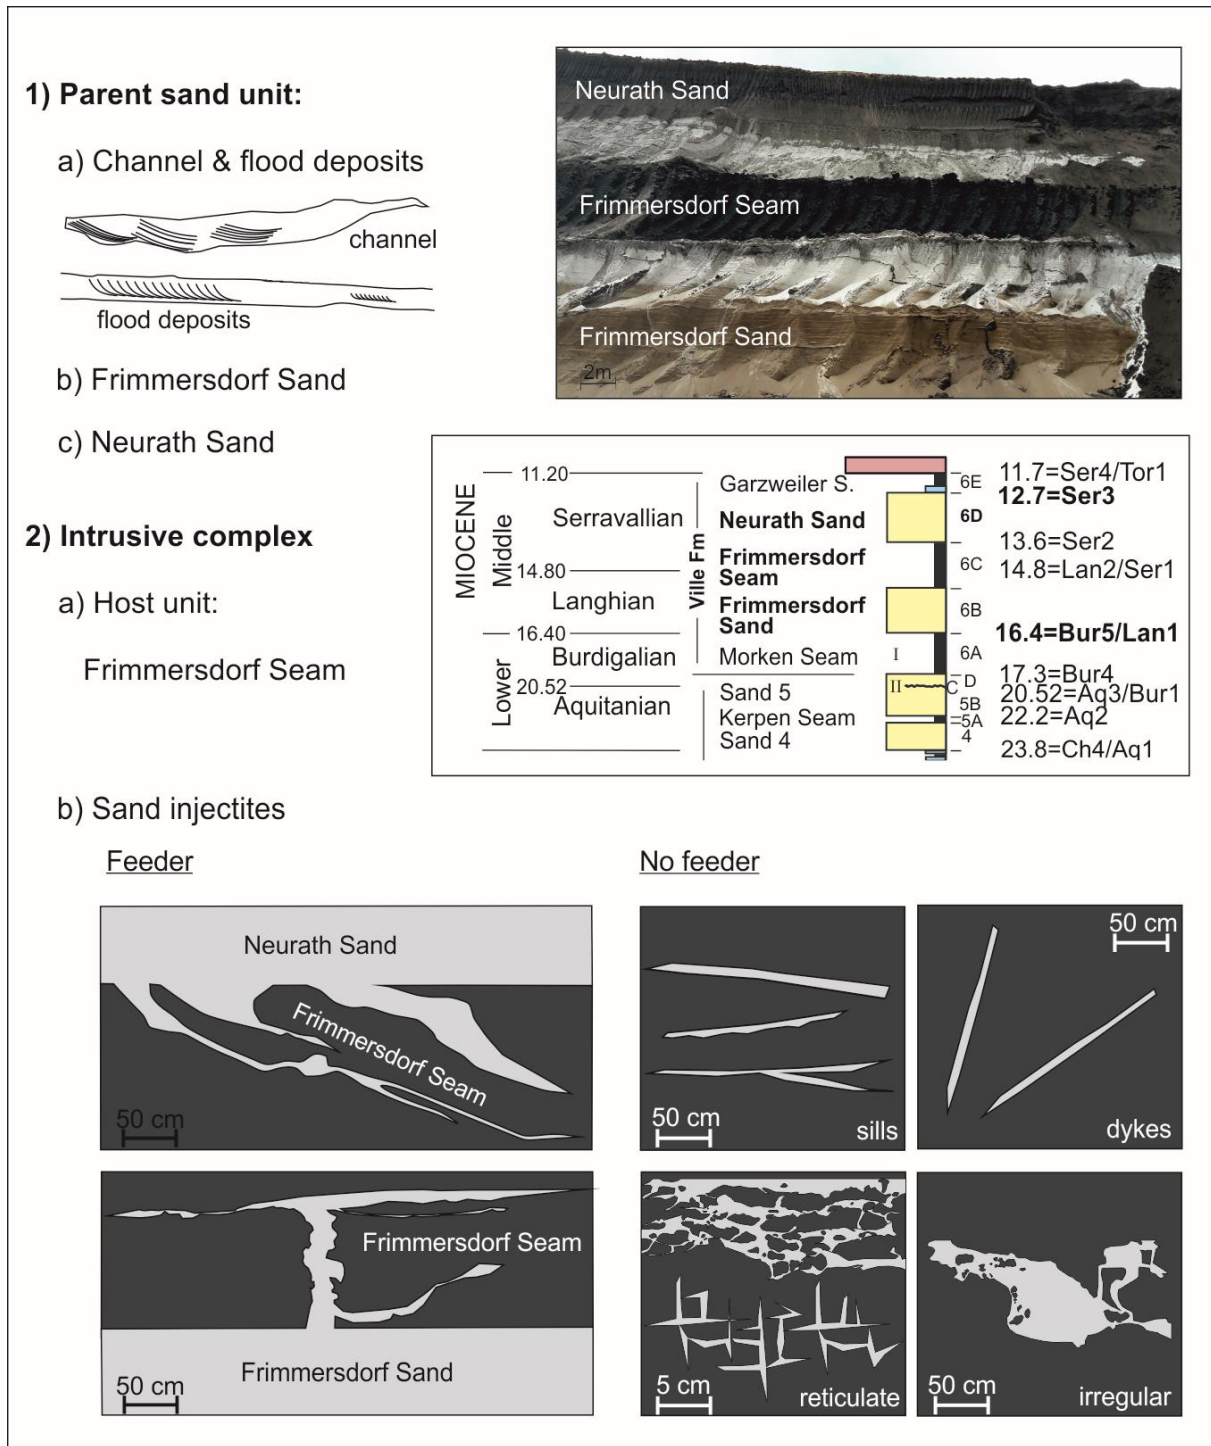 1) Parent sand unit:
a) Channel & flood deposits
channel
flood deposits
b) Frimmersdorf Sand
c) Neurath Sand
Neurath Sand
Frimmersdorf Seam
Frimmersdorf Sand
2m
MIOCENE
Middle
Lower
11.20
14.80
16.40
20.52
Serravallian
Langhian
Burdigalian
Aquitanian
Ville Fm
Garzweiler S.
Neurath Sand
Frimmersdorf
Seam
Frimmersdorf
Sand
Morken Seam
Sand 5
Kerpen Seam
Sand 4
I
II
6E
6D
6C
6B
6A
D
C
5B
5A
4
11.7=Ser4/Tor1
12.7=Ser3
13.6=Ser2
14.8=Lan2/Ser1
16.4=Bur5/Lan1
17.3=Bur4
20.52=Aq3/Bur1
22.2=Aq2
23.8=Ch4/Aq1
2) Intrusive complex
a) Host unit:
Frimmersdorf Seam
b) Sand injectites
Feeder
Neurath Sand
Frimmersdorf Seam
50 cm
Frimmersdorf Seam
Frimmersdorf Sand
50 cm
No feeder
50 cm
sills
50 cm
dykes
5 cm
reticulate
50 cm
irregular